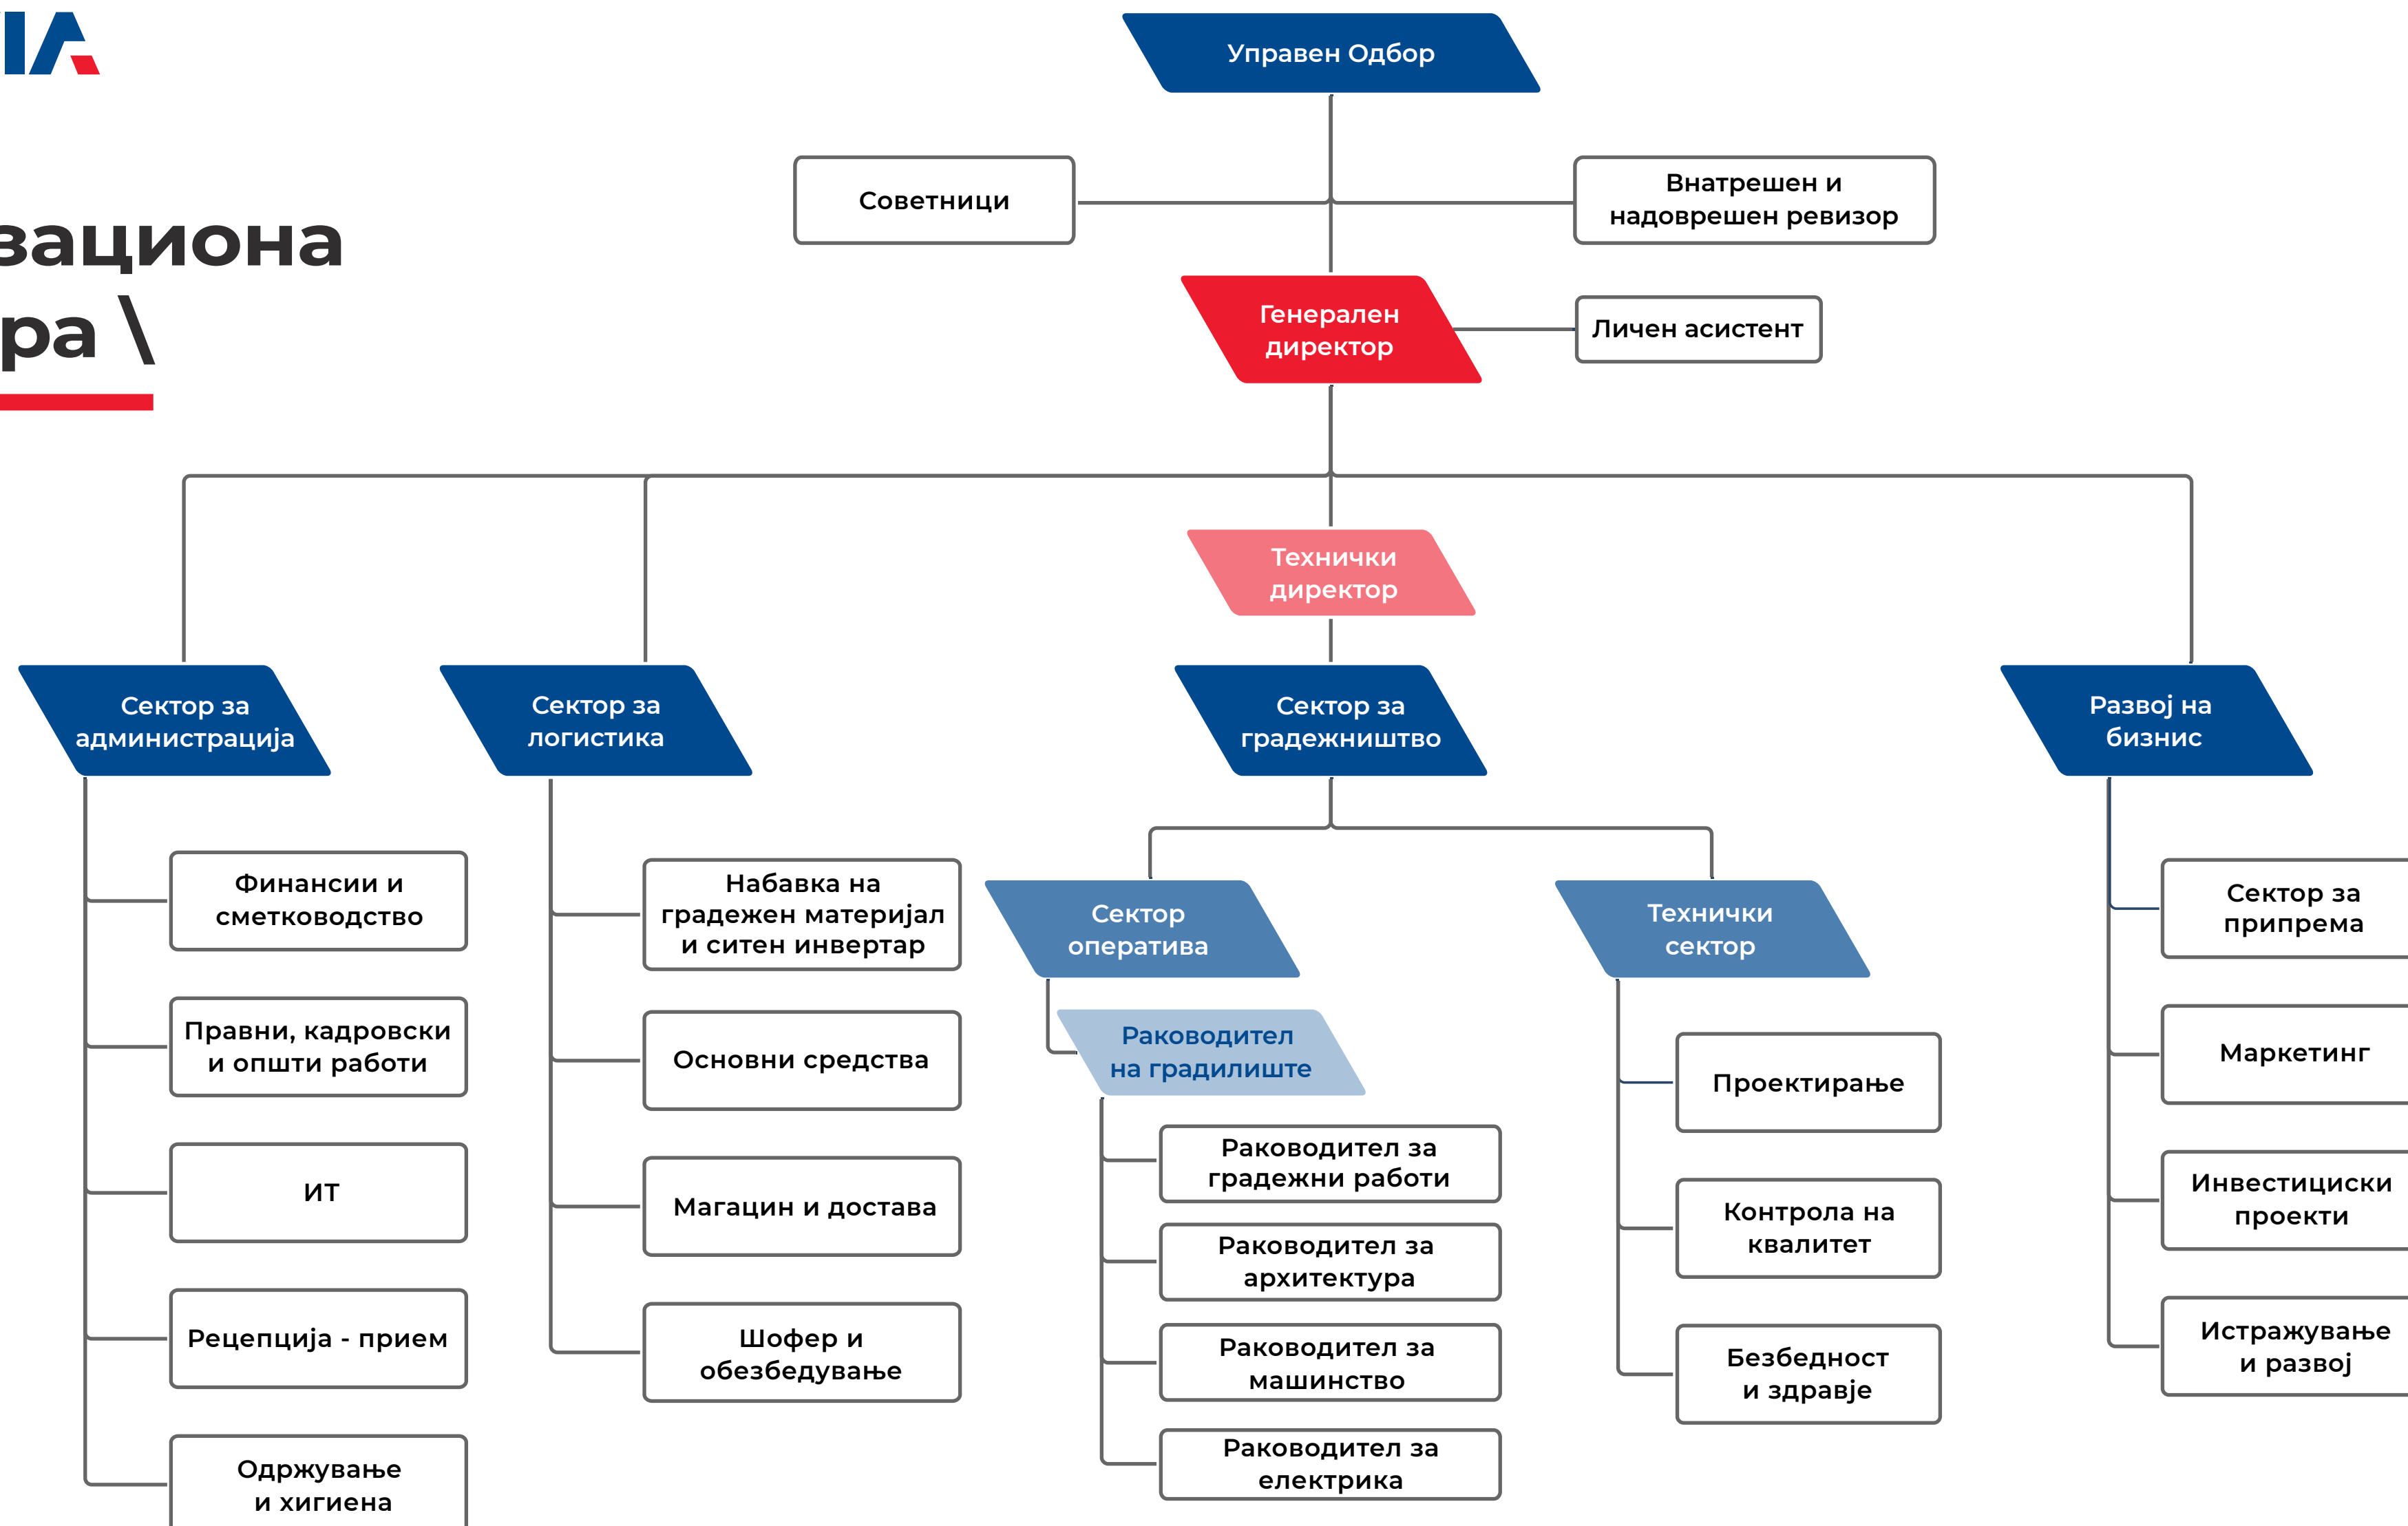 Управен Одбор
Советници
Внатрешен и
надоврешен ревизор
зациона
ра \
Генерален
директор
Личен асистент
Технички
директор
Сектор за
администрација
Сектор за
логистика
Сектор за
градежништво
Развој на
бизнис
Финансии и
сметководство
Правни, кадровски
и општи работи
ИТ
Рецепција - прием
Одржување
и хигиена
Набавка на
градежен материјал
и ситен инвертар
Основни средства
Магацин и достава
Шофер и
обезбедување
Сектор
оператива
Раководител
на градилиште
Раководител за
градежни работи
Раководител за
архитектура
Раководител за
машинство
Раководител за
електрика
Технички
сектор
Проектирање
Контрола на
квалитет
Безбедност
и здравје
Сектор за
припрема
Маркетинг
Инвестициски
проекти
Истражување
и развој